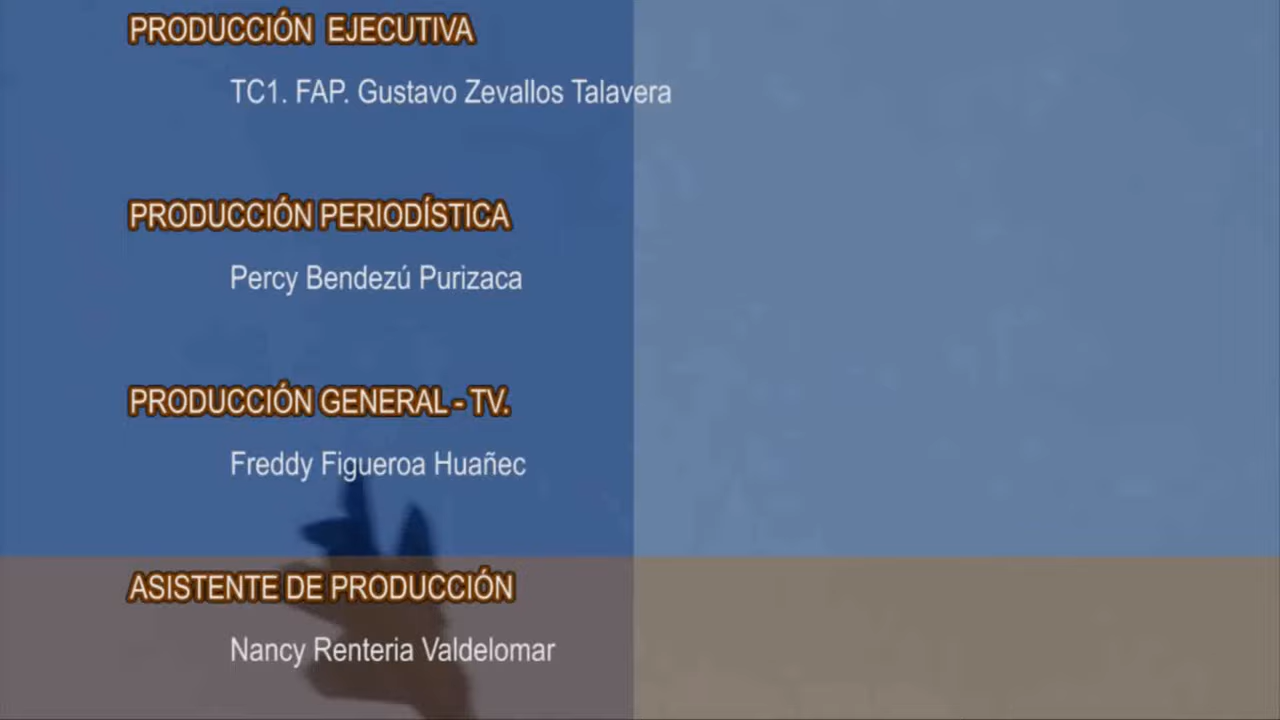 PRODUCCIÓN EJECUTIVA
TC1. FAP. Gustavo Zevallos Talavera
PRODUCCIÓN PERIODÍSTICA
Percy Bendezú Purizaca
PRODUCCIÓN GENERAL - TV.
Freddy Figueroa Huañec
ASISTENTE DE PRODUCCIÓN
Nancy Renteria Valdelomar